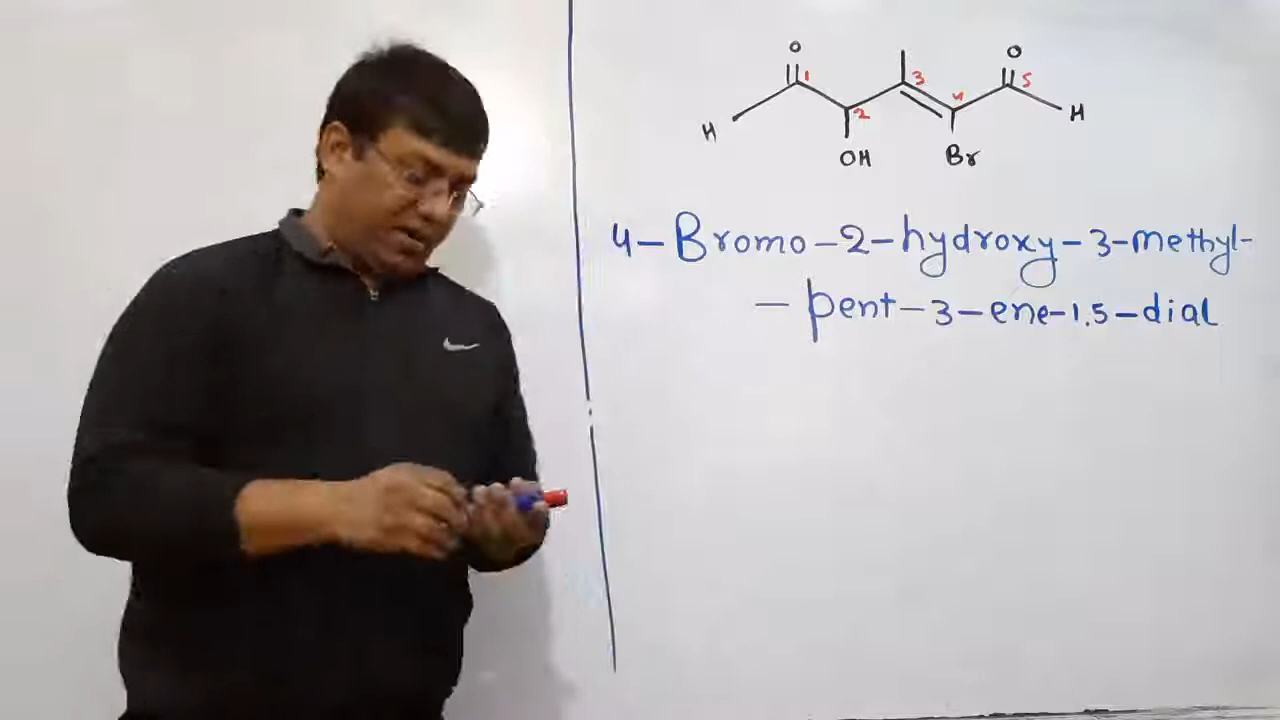 O O
1 3 4 5
H 2 H
OH Br
4-Bromo-2-hydroxy-3-methyl-
-pent-3-ene-1.5-dial